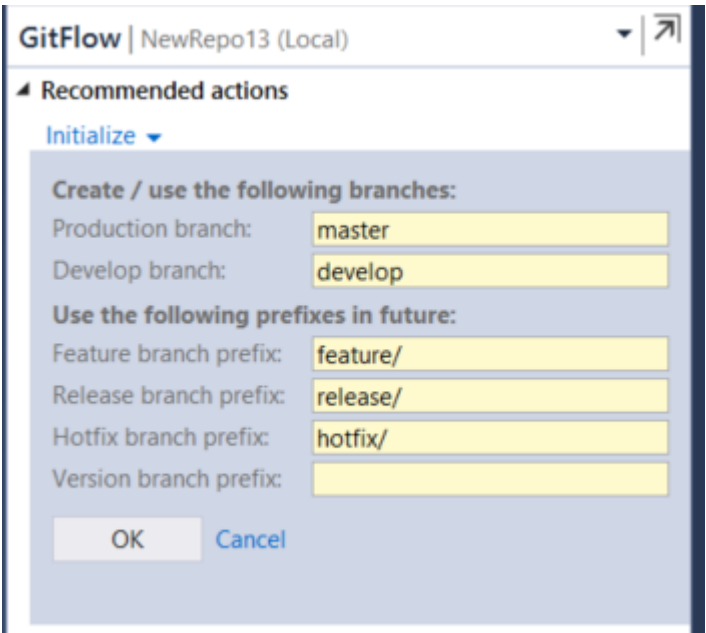 GitFlow | NewRepo13 (Local)
Recommended actions
Initialize
Create / use the following branches:
Production branch: master
Develop branch: develop
Use the following prefixes in future:
Feature branch prefix: feature/
Release branch prefix: release/
Hotfix branch prefix: hotfix/
Version branch prefix:
OK Cancel